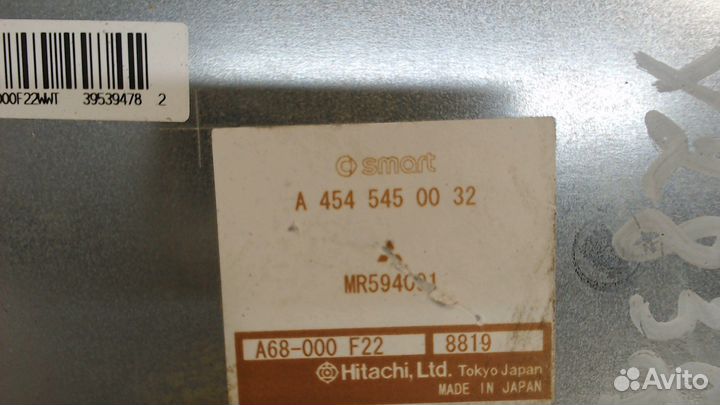 000F22WWT 39539478 2
smart
A 454 545 00 32
A68-000 F22 8819
Hitachi, Ltd. Tokyo Japan
MADE IN JAPAN
Avito